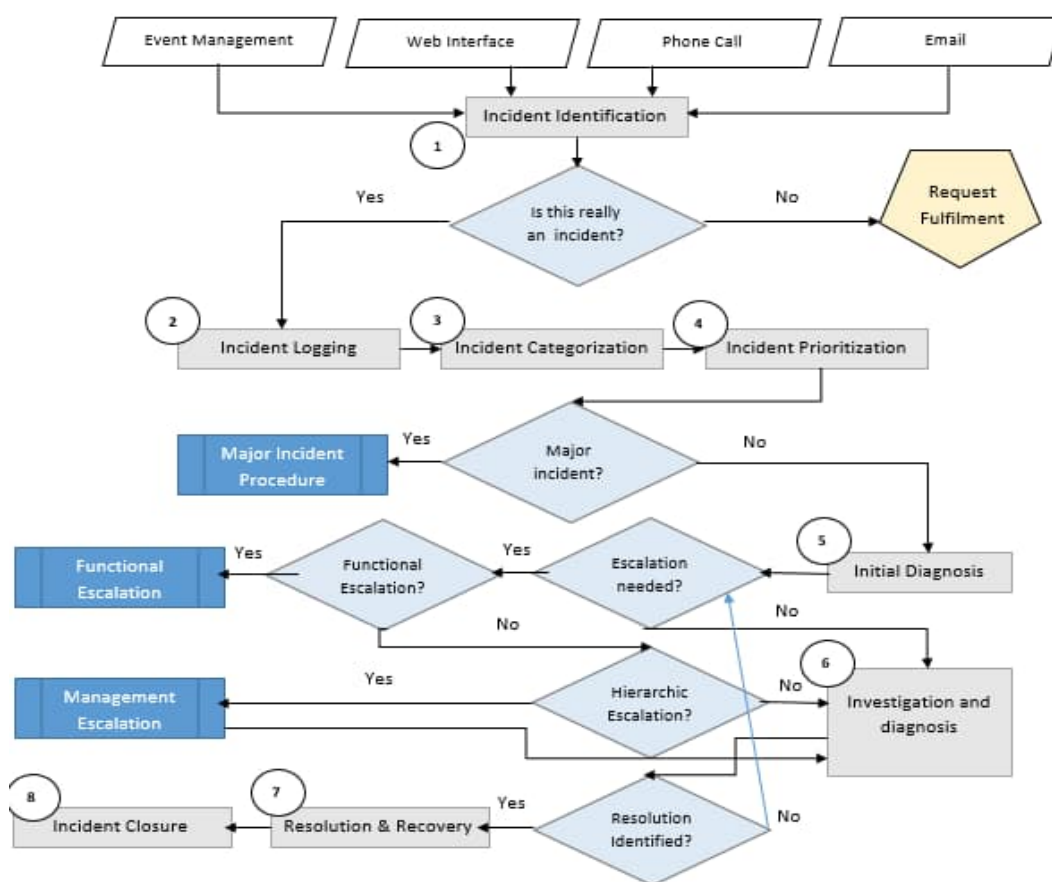 Event Management
Web Interface
Phone Call
Email
Incident Identification
1
Yes
Is this really
an incident?
No
Request
Fulfilment
2
Incident Logging
3
Incident Categorization
4
Incident Prioritization
Major Incident
Procedure
Yes
Major
incident?
No
5
Initial Diagnosis
Functional
Escalation
Yes
Functional
Escalation?
Yes
Escalation
needed?
No
No
6
Management
Escalation
Yes
Hierarchic
Escalation?
No
Investigation and
diagnosis
8
Incident Closure
7
Resolution & Recovery
Yes
Resolution
Identified?
No